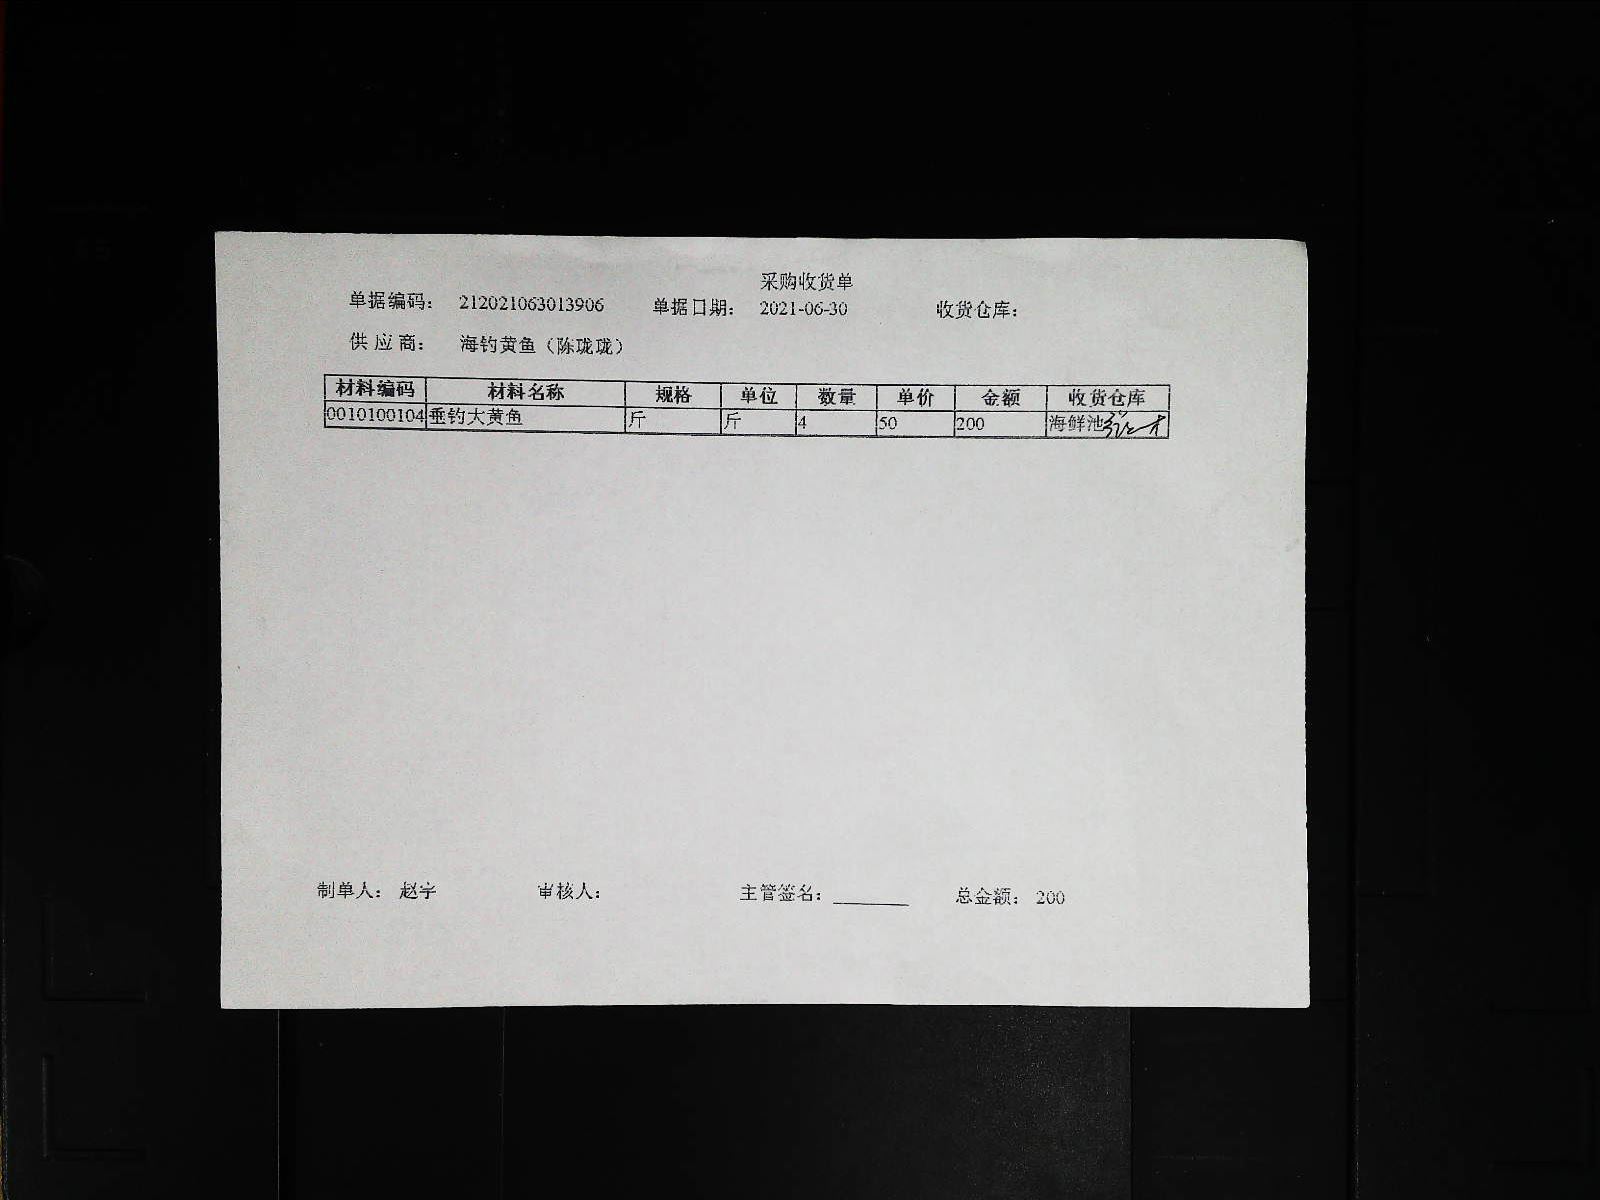 采购收货单
单据编码： 212021063013906 单据日期： 2021-06-30 收货仓库：
供 应 商： 海钓黄鱼（陈珑珑）
材料编码 材料名称 规格 单位 数量 单价 金额 收货仓库
0010100104 垂钓大黄鱼 斤 斤 4 50 200 海鲜池
制单人： 赵宇 审核人： 主管签名： ________ 总金额： 200